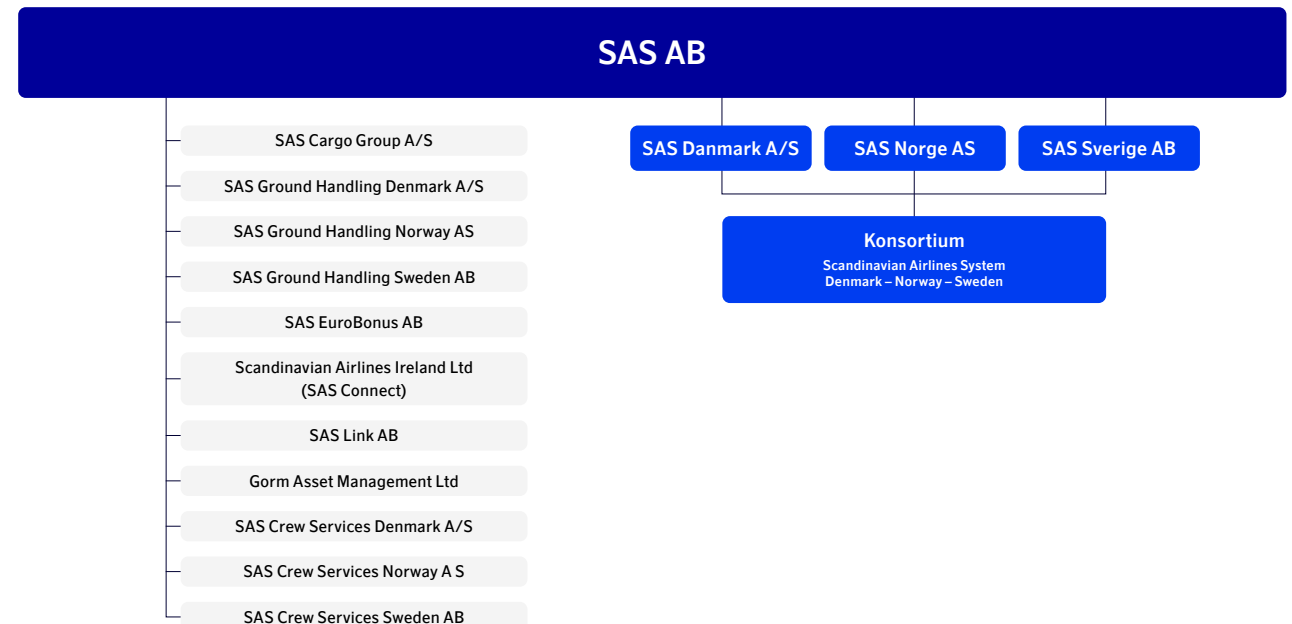 SAS AB
SAS Cargo Group A/S
SAS Ground Handling Denmark A/S
SAS Ground Handling Norway AS
SAS Ground Handling Sweden AB
SAS EuroBonus AB
Scandinavian Airlines Ireland Ltd
(SAS Connect)
SAS Link AB
Gorm Asset Management Ltd
SAS Crew Services Denmark A/S
SAS Crew Services Norway A S
SAS Crew Services Sweden AB
SAS Danmark A/S
SAS Norge AS
SAS Sverige AB
Konsortium
Scandinavian Airlines System
Denmark – Norway – Sweden